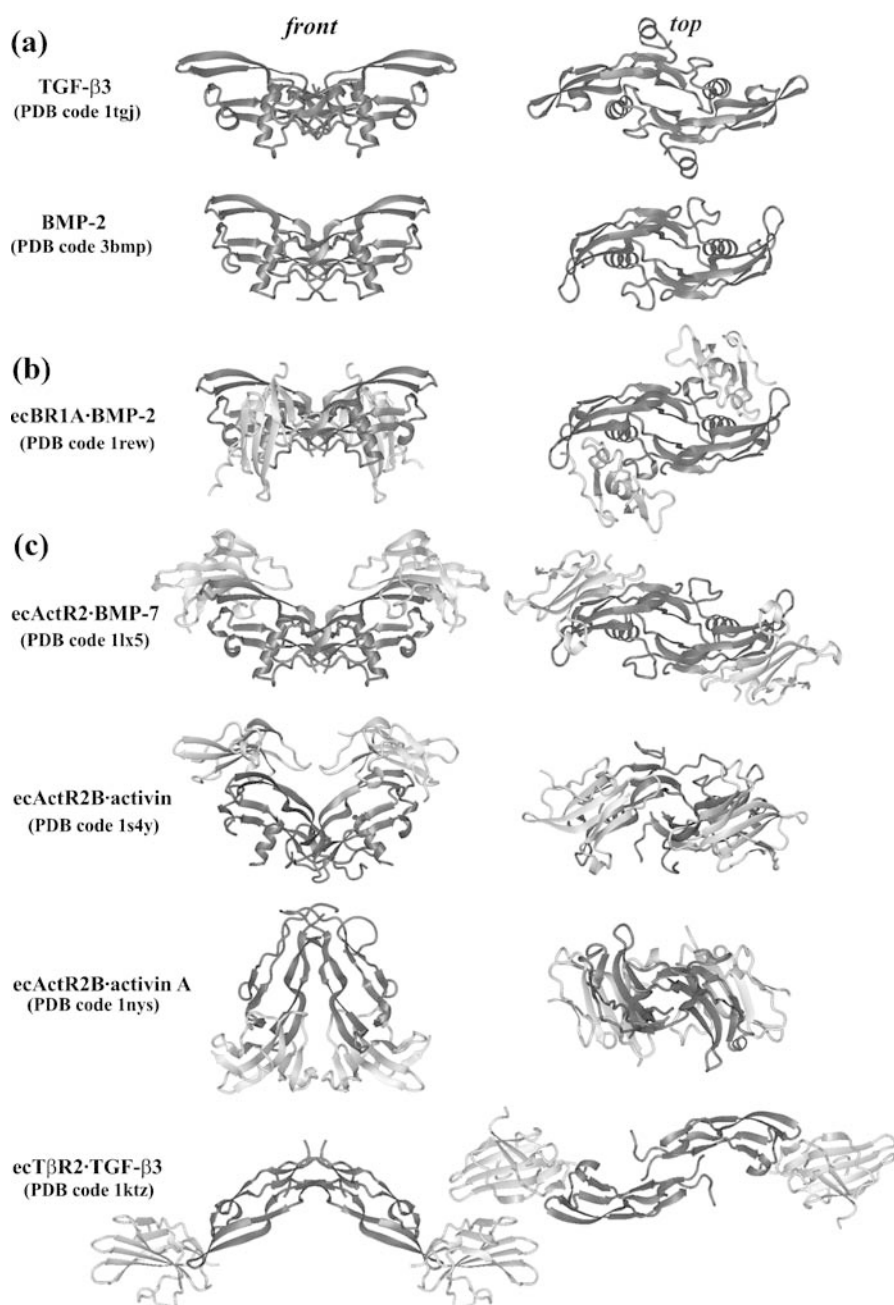 front top
(a)
TGF-β3
(PDB code 1tgj)
BMP-2
(PDB code 3bmp)
(b)
ecBR1A·BMP-2
(PDB code 1rew)
(c)
ecActR2·BMP-7
(PDB code 1lx5)
ecActR2B·activin
(PDB code 1s4y)
ecActR2B·activin A
(PDB code 1nys)
ecTβR2·TGF-β3
(PDB code 1ktz)